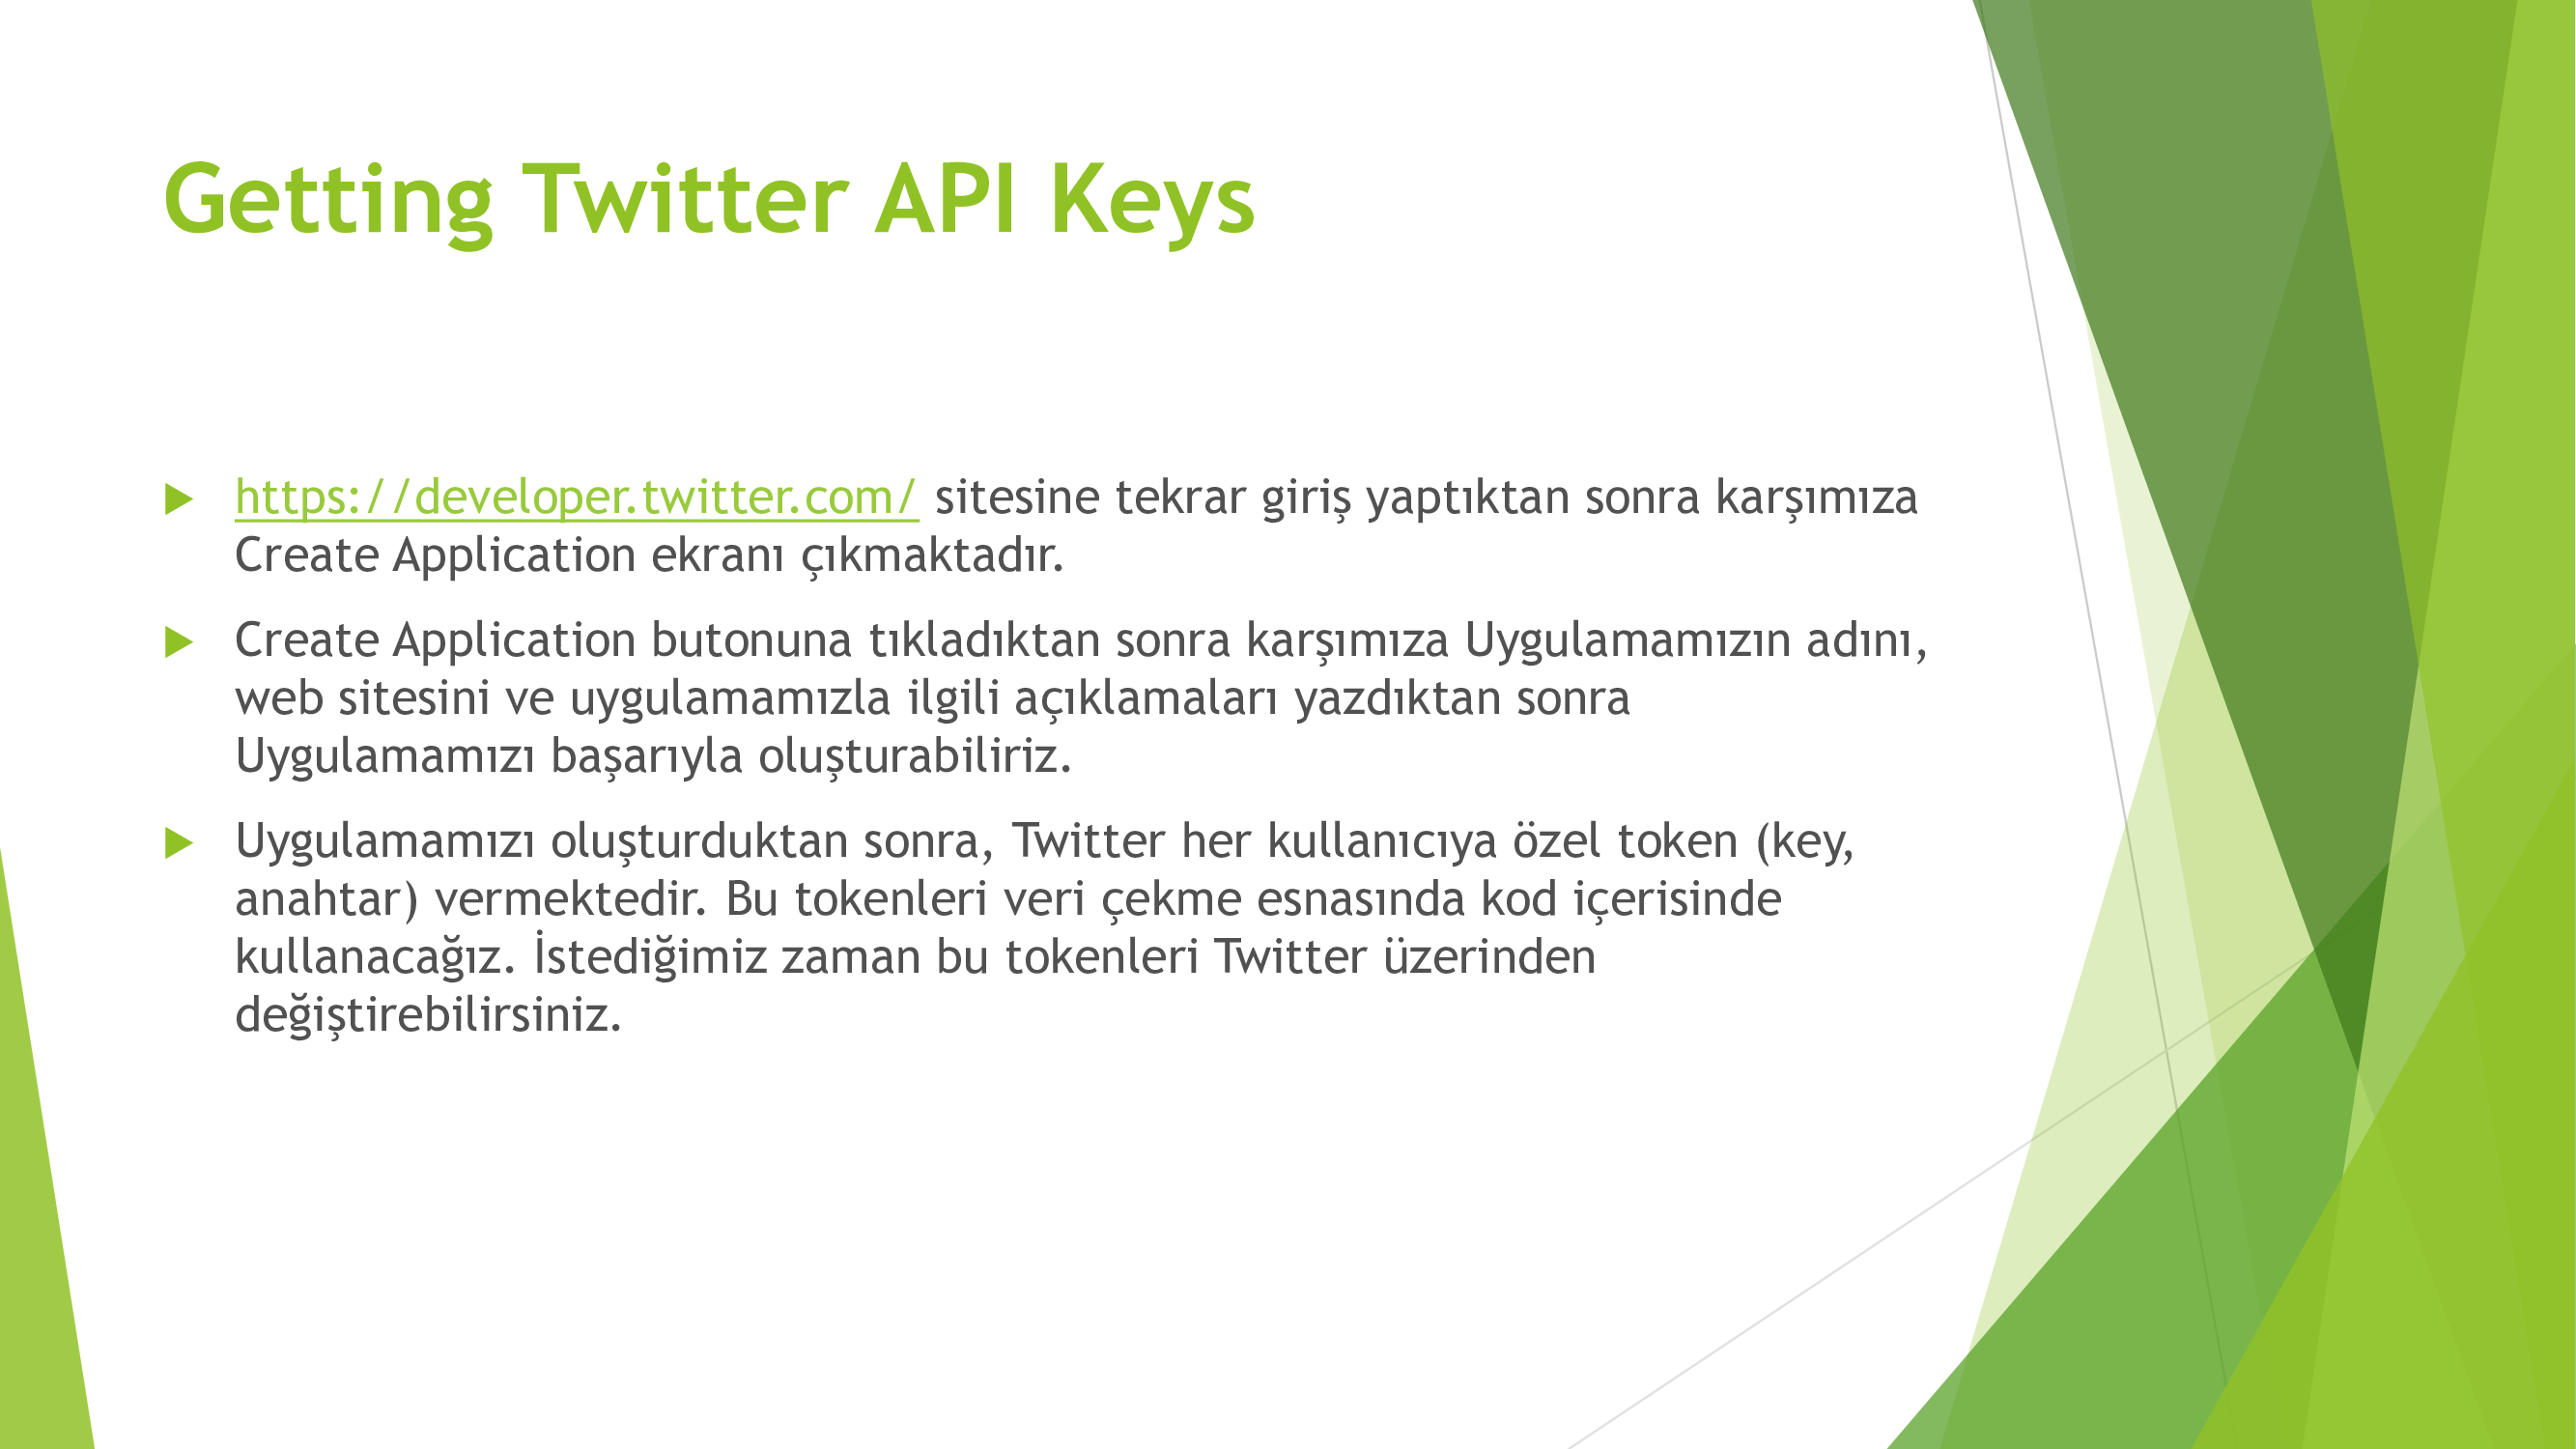 Getting Twitter API Keys
https://developer.twitter.com/ sitesine tekrar giriş yaptıktan sonra karşımıza
Create Application ekranı çıkmaktadır.
Create Application butonuna tıkladıktan sonra karşımıza Uygulamamızın adını,
web sitesini ve uygulamamızla ilgili açıklamaları yazdıktan sonra
Uygulamamızı başarıyla oluşturabiliriz.
Uygulamamızı oluşturduktan sonra, Twitter her kullanıcıya özel token (key,
anahtar) vermektedir. Bu tokenleri veri çekme esnasında kod içerisinde
kullanacağız. İstediğimiz zaman bu tokenleri Twitter üzerinden
değiştirebilirsiniz.